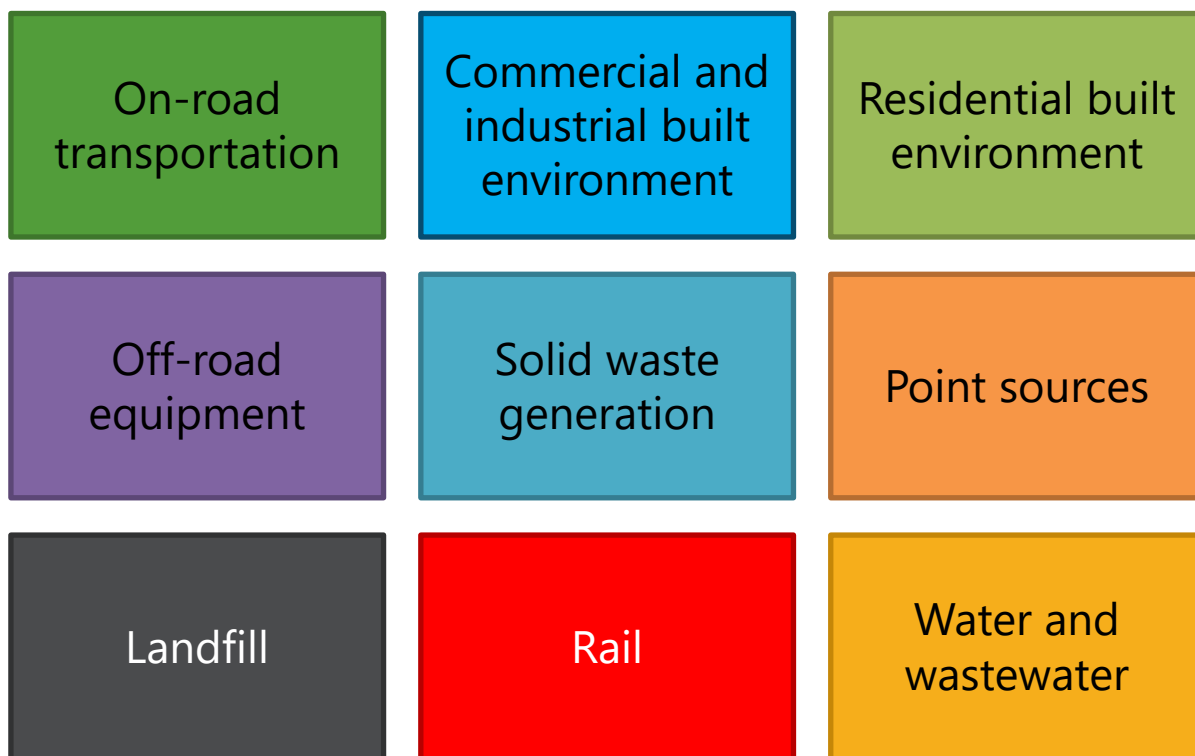 On-road
transportation
Commercial and
industrial built
environment
Residential built
environment
Off-road
equipment
Solid waste
generation
Point sources
Landfill
Rail
Water and
wastewater